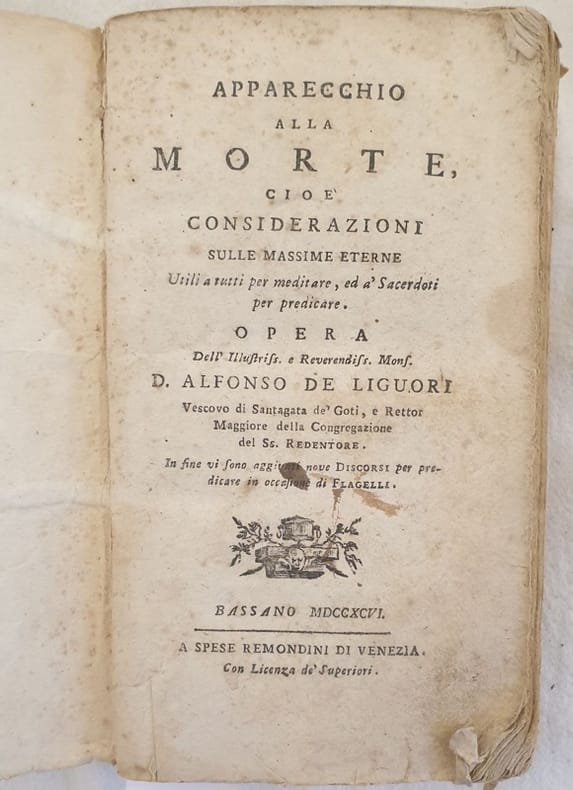 APPARECCHIO
ALLA
MORTE,
CIOE'
CONSIDERAZIONI
SULLE MASSIME ETERNE
Utili a tutti per meditare, ed a' Sacerdoti
per predicare.
OPERA
Dell' Illuſtriſſ. e Reverendiſſ. Monſ.
D. ALFONSO DE LIGUORI
Vescovo di Santagata de' Goti, e Rettor
Maggiore della Congregazione
del Ss. REDENTORE.
In fine vi ſono aggiunti nove DISCORSI per pre-
dicare in occaſione di FLAGELLI.
BASSANO MDCCXCVI.
A SPESE REMONDINI DI VENEZIA.
Con Licenza de' Superiori.